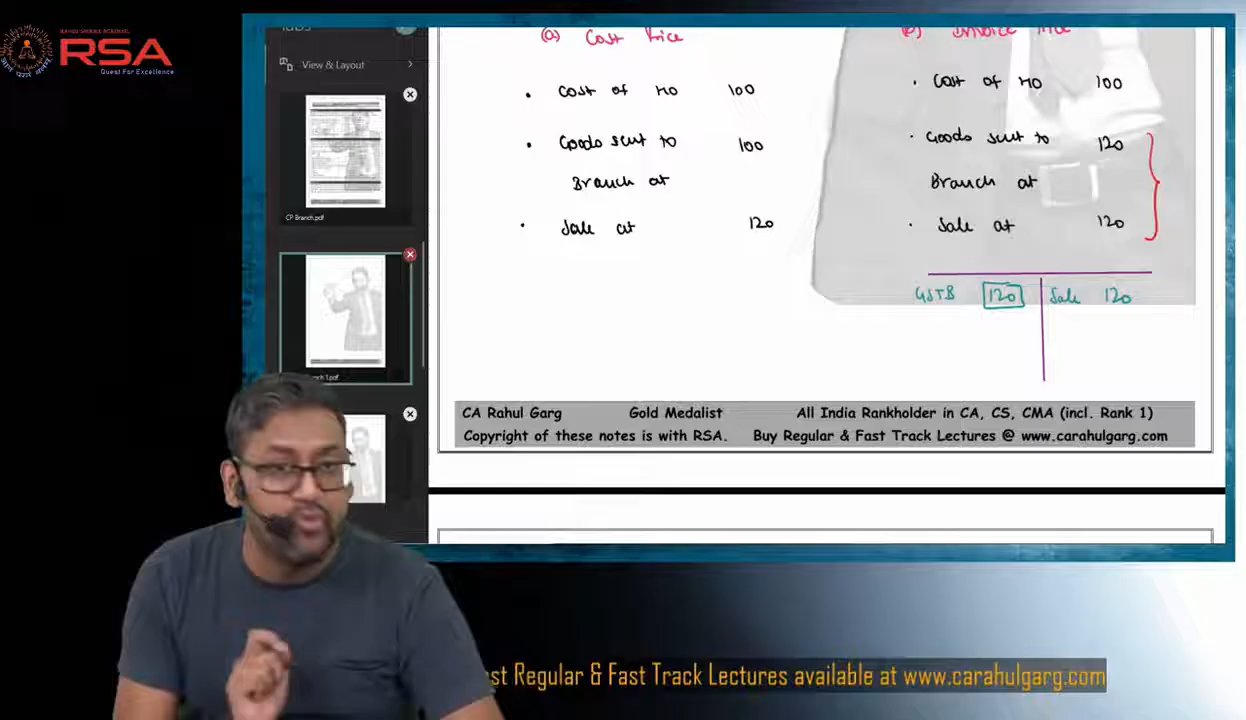 RAHUL SHARMA ACADEMY
RSA
Quest For Excellence
View & Layout
CP Branch.pdf
(a) Cost Price
• Cost of HO 100
• Goods sent to 100
Branch at
• Sale at 120
Invoice
• Cost of HO 100
• Goods sent to 120
Branch at
• Sale at 120
GSTB 120 Sale 120
CA Rahul Garg Gold Medalist All India Rankholder in CA, CS, CMA (incl. Rank 1)
Copyright of these notes is with RSA. Buy Regular & Fast Track Lectures @ www.carahulgarg.com
st Regular & Fast Track Lectures available at www.carahulgarg.com